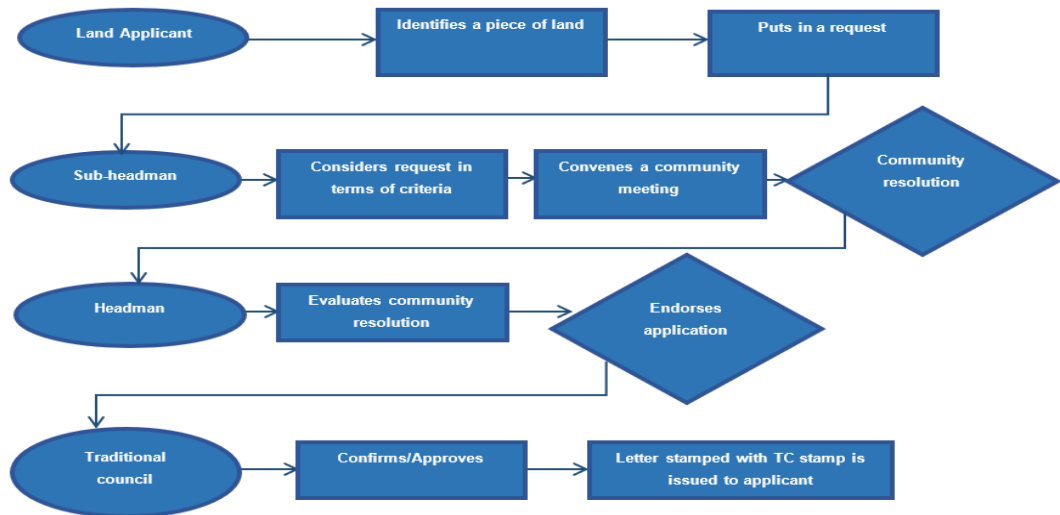 Land Applicant
Identifies a piece of land
Puts in a request
Sub-headman
Considers request in
terms of criteria
Convenes a community
meeting
Community
resolution
Headman
Evaluates community
resolution
Endorses
application
Traditional
council
Confirms/Approves
Letter stamped with TC stamp is
issued to applicant